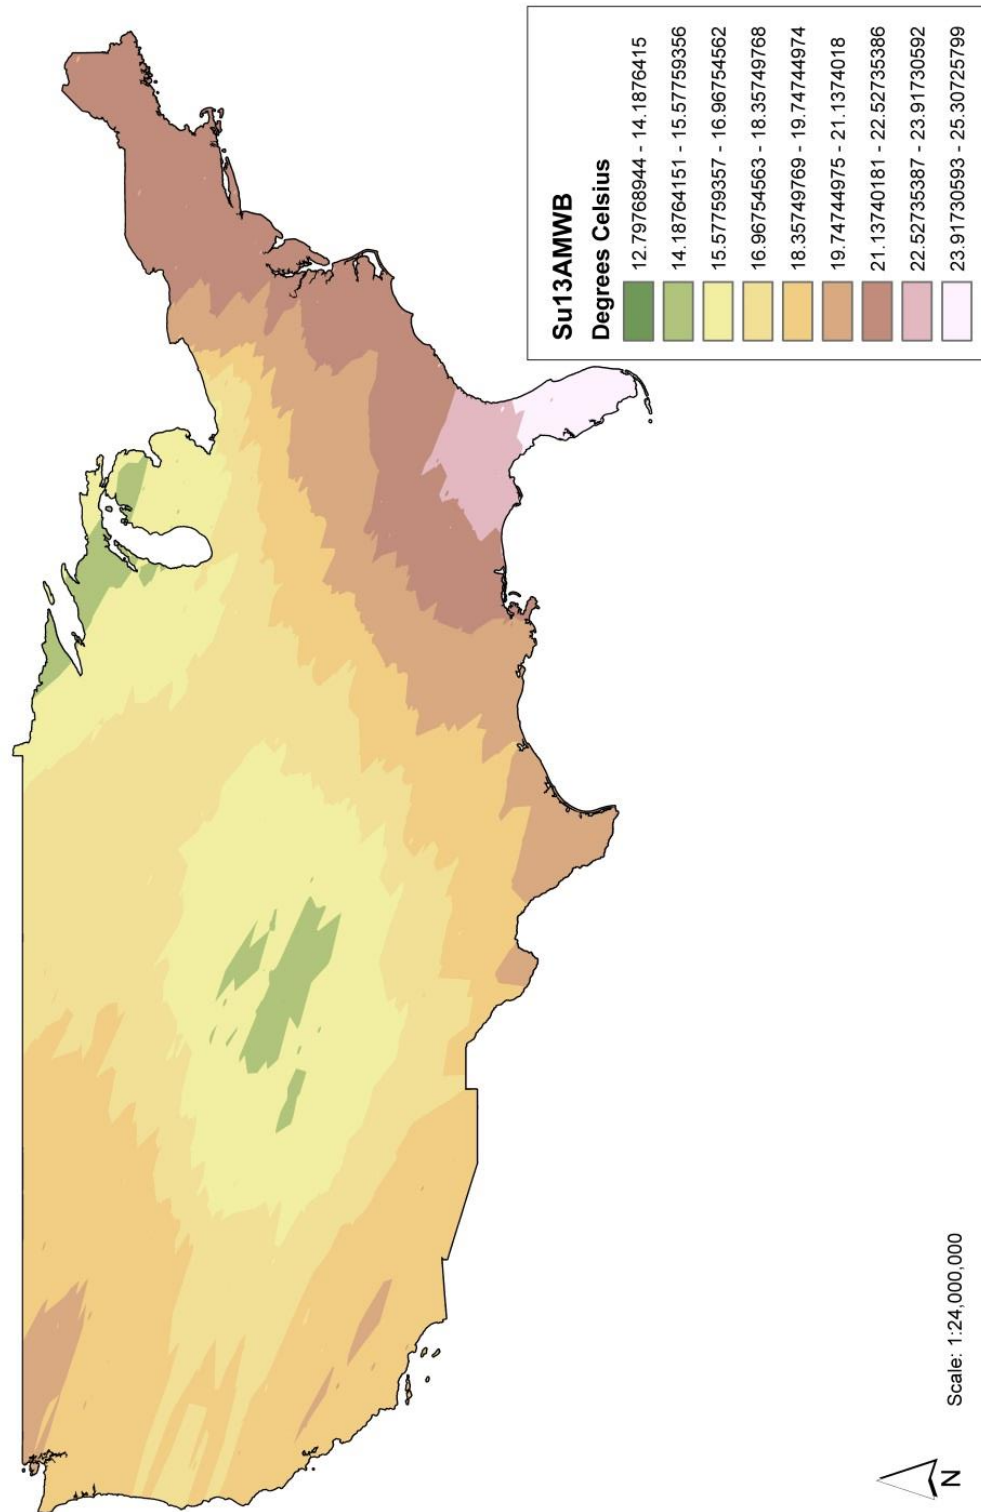 Su13AMWB
Degrees Celsius
12.79768944 - 14.1876415
14.18764151 - 15.57759356
15.57759357 - 16.96754562
16.96754563 - 18.35749768
18.35749769 - 19.74744974
19.74744975 - 21.1374018
21.13740181 - 22.52735386
22.52735387 - 23.91730592
23.91730593 - 25.30725799
N
Scale: 1:24,000,000